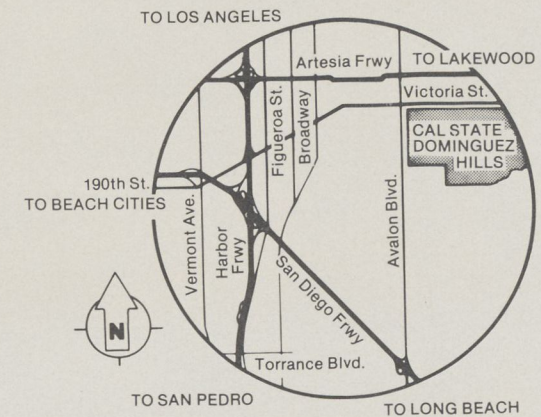 TO LOS ANGELES
Artesia Frwy
TO LAKEWOOD
Victoria St.
Figueroa St.
Broadway
CAL STATE
DOMINGUEZ
HILLS
190th St.
TO BEACH CITIES
Vermont Ave.
Harbor
Frwy
San Diego Frwy
Avalon Blvd.
N
Torrance Blvd.
TO SAN PEDRO
TO LONG BEACH